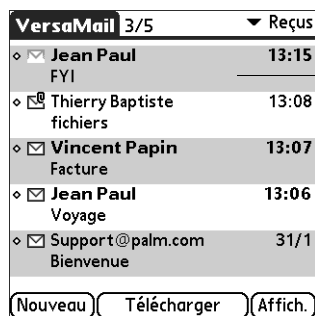 VersaMail 3/5 Reçus
Jean Paul 13:15
FYI
Thierry Baptiste 13:08
fichiers
Vincent Papin 13:07
Facture
Jean Paul 13:06
Voyage
Support@palm.com 31/1
Bienvenue
Nouveau Télécharger Affich.